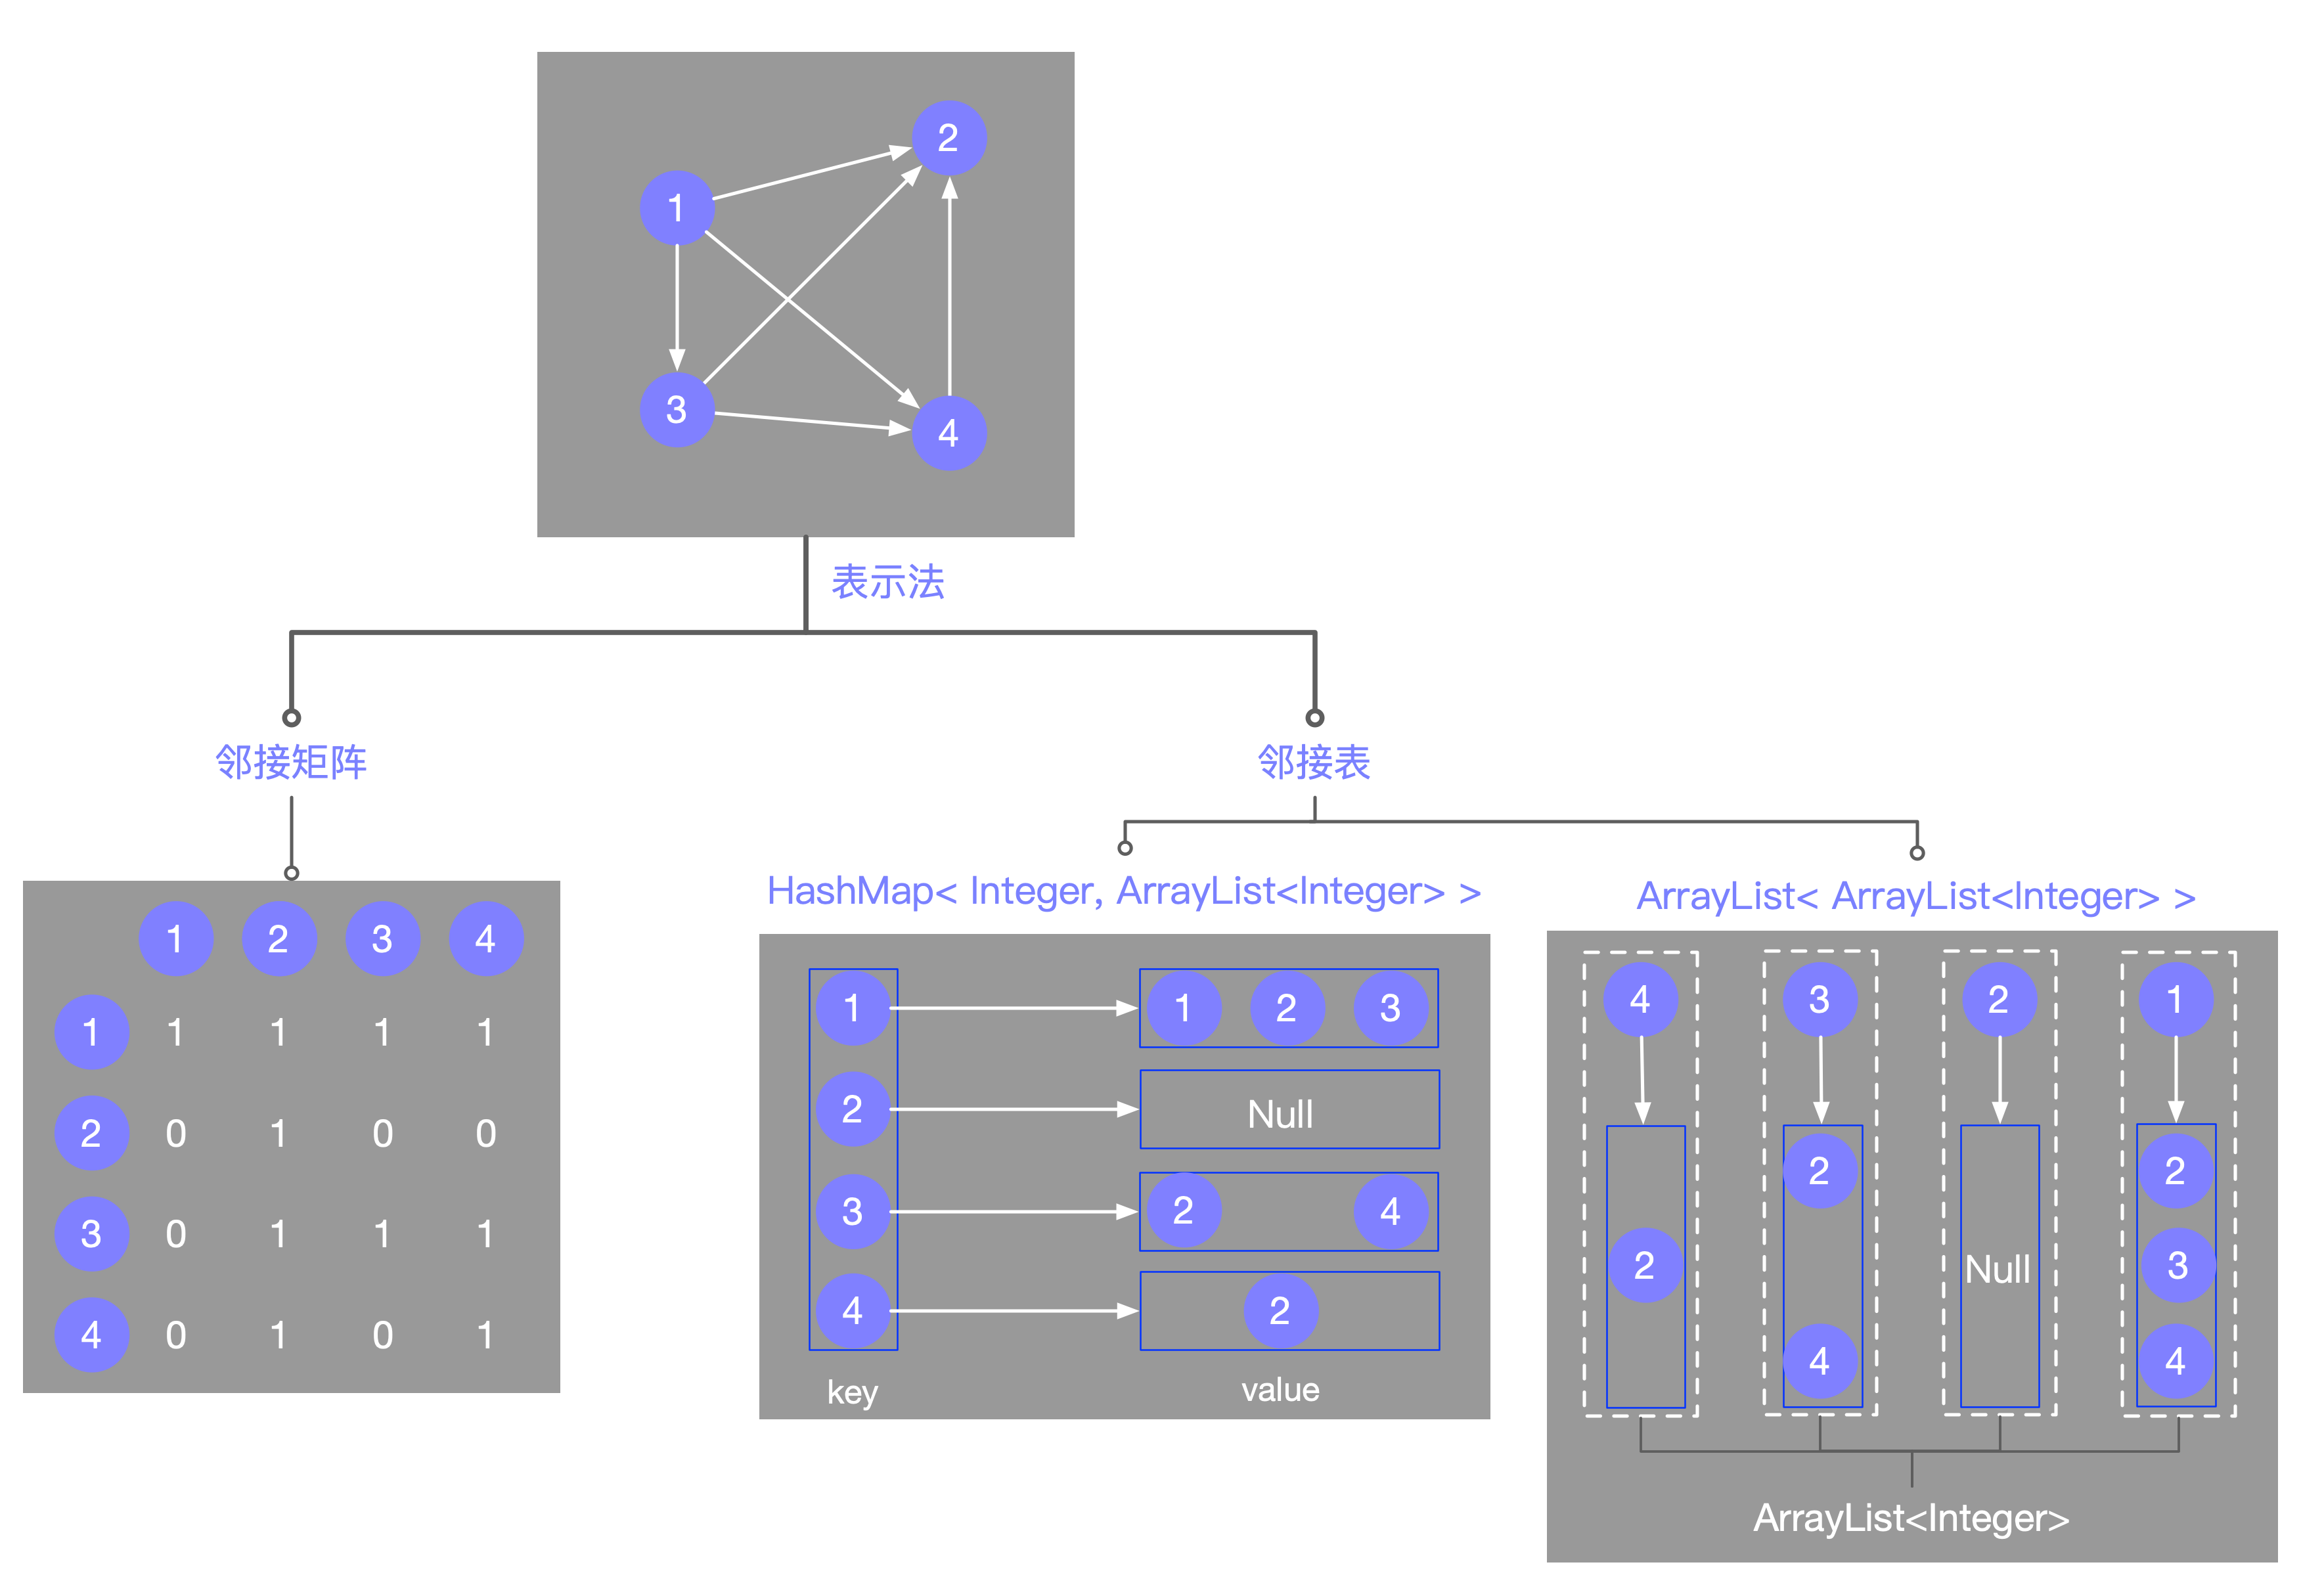 2
1
3
4
表示法
邻接矩阵
邻接表
1 2 3 4
1 1 1 1 1
2 0 1 0 0
3 0 1 1 1
4 0 1 0 1
HashMap< Integer, ArrayList<Integer> >
1 1 2 3
2 Null
3 2 4
4 2
key value
ArrayList< ArrayList<Integer> >
4 3 2 1
2 2
2 Null 3
4 4
ArrayList<Integer>